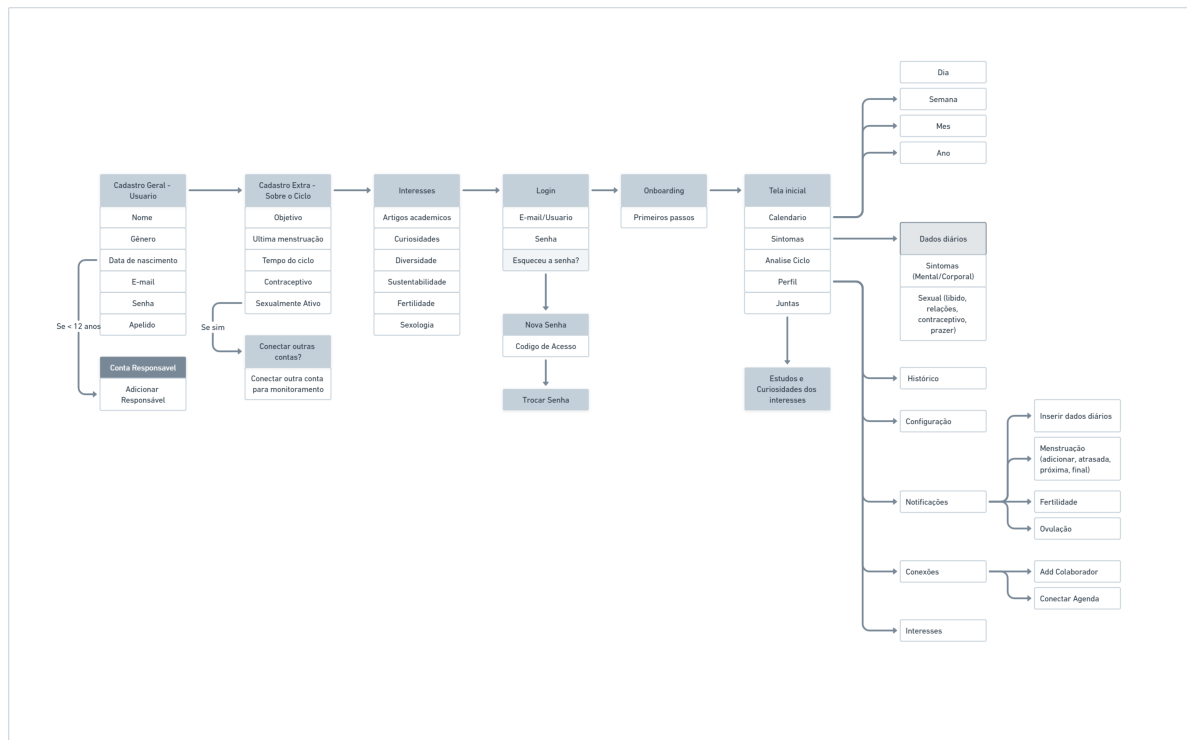 Cadastro Geral -
Usuario
Nome
Gênero
Data de nascimento
E-mail
Senha
Apelido
Se < 12 anos
Conta Responsavel
Adicionar
Responsável
Cadastro Extra -
Sobre o Ciclo
Objetivo
Ultima menstruação
Tempo do ciclo
Contraceptivo
Sexualmente Ativo
Se sim
Conectar outras
contas?
Conectar outra conta
para monitoramento
Interesses
Artigos academicos
Curiosidades
Diversidade
Sustentabilidade
Fertilidade
Sexologia
Login
E-mail/Usuario
Senha
Esqueceu a senha?
Nova Senha
Codigo de Acesso
Trocar Senha
Onboarding
Primeiros passos
Tela inicial
Calendario
Sintomas
Analise Ciclo
Perfil
Juntas
Estudos e
Curiosidades dos
interesses
Dia
Semana
Mes
Ano
Dados diários
Sintomas
(Mental/Corporal)
Sexual (libido,
relações,
contraceptivo,
prazer)
Histórico
Configuração
Notificações
Inserir dados diários
Menstruação
(adicionar, atrasada,
próxima, final)
Fertilidade
Ovulação
Conexões
Add Colaborador
Conectar Agenda
Interesses